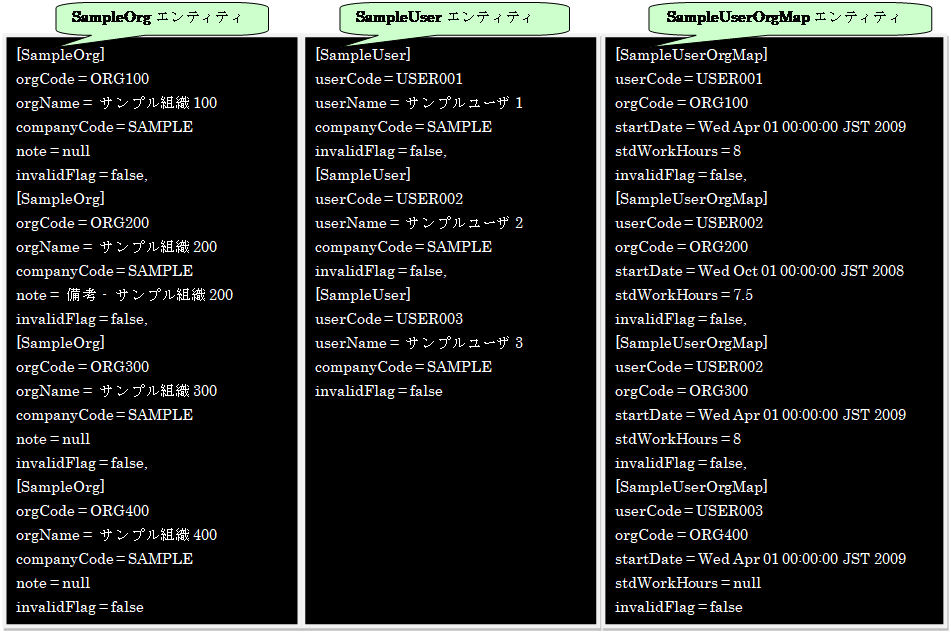 SampleOrg エンティティ
[SampleOrg]
orgCode = ORG100
orgName = サンプル組織 100
companyCode = SAMPLE
note = null
invalidFlag = false,
[SampleOrg]
orgCode = ORG200
orgName = サンプル組織 200
companyCode = SAMPLE
note = 備考 - サンプル組織 200
invalidFlag = false,
[SampleOrg]
orgCode = ORG300
orgName = サンプル組織 300
companyCode = SAMPLE
note = null
invalidFlag = false,
[SampleOrg]
orgCode = ORG400
orgName = サンプル組織 400
companyCode = SAMPLE
note = null
invalidFlag = false
SampleUser エンティティ
[SampleUser]
userCode = USER001
userName = サンプルユーザ 1
companyCode = SAMPLE
invalidFlag = false,
[SampleUser]
userCode = USER002
userName = サンプルユーザ 2
companyCode = SAMPLE
invalidFlag = false,
[SampleUser]
userCode = USER003
userName = サンプルユーザ 3
companyCode = SAMPLE
invalidFlag = false
SampleUserOrgMap エンティティ
[SampleUserOrgMap]
userCode = USER001
orgCode = ORG100
startDate = Wed Apr 01 00:00:00 JST 2009
stdWorkHours = 8
invalidFlag = false,
[SampleUserOrgMap]
userCode = USER002
orgCode = ORG200
startDate = Wed Oct 01 00:00:00 JST 2008
stdWorkHours = 7.5
invalidFlag = false,
[SampleUserOrgMap]
userCode = USER002
orgCode = ORG300
startDate = Wed Apr 01 00:00:00 JST 2009
stdWorkHours = 8
invalidFlag = false,
[SampleUserOrgMap]
userCode = USER003
orgCode = ORG400
startDate = Wed Apr 01 00:00:00 JST 2009
stdWorkHours = null
invalidFlag = false